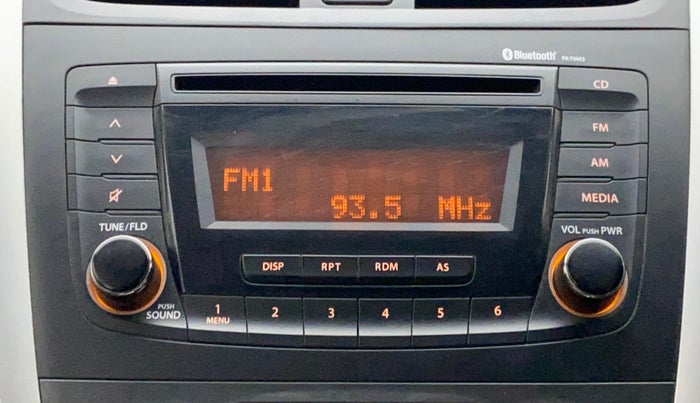 Bluetooth PA76M3
CD
FM
AM
MEDIA
FM1
93.5 MHz
TUNE/FLD
VOL PUSH PWR
DISP RPT RDM AS
PUSH SOUND
1 MENU 2 3 4 5 6